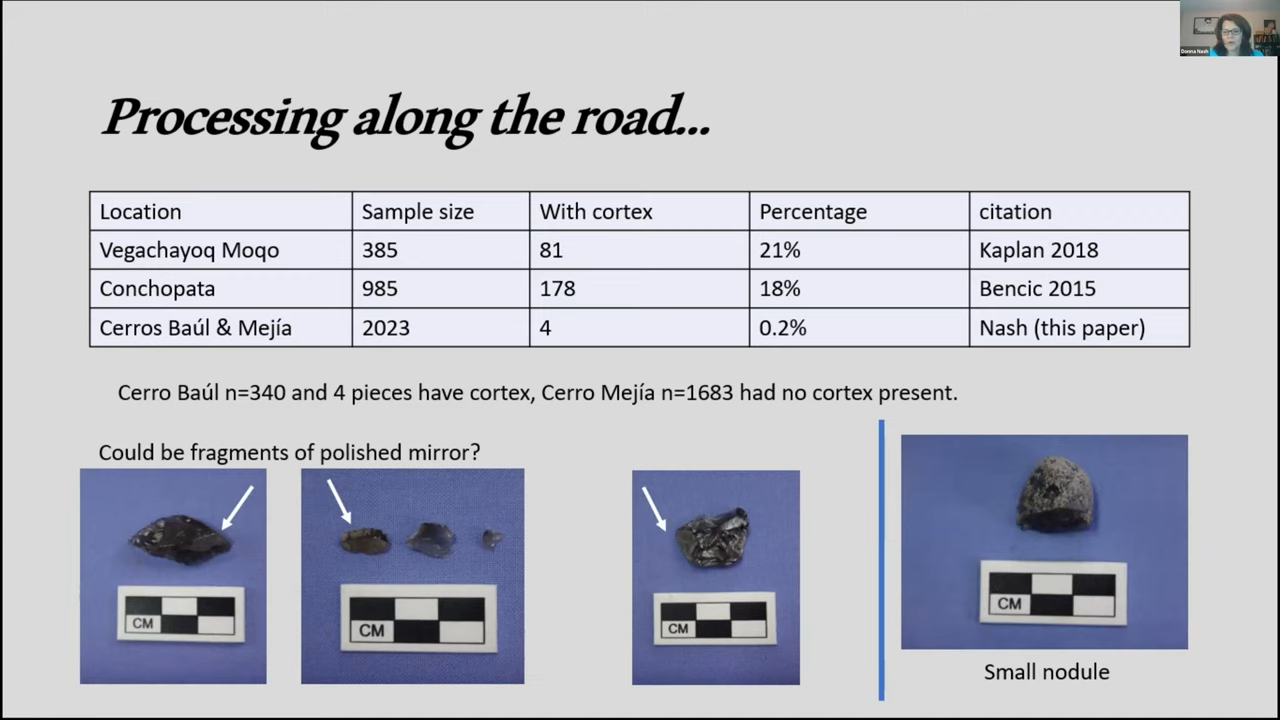 Donna Nash
Processing along the road...
Location Sample size With cortex Percentage citation
Vegachayoq Moqo 385 81 21% Kaplan 2018
Conchopata 985 178 18% Bencic 2015
Cerros Baúl & Mejía 2023 4 0.2% Nash (this paper)
Cerro Baúl n=340 and 4 pieces have cortex, Cerro Mejía n=1683 had no cortex present.
Could be fragments of polished mirror?
CM
CM
CM
CM
Small nodule